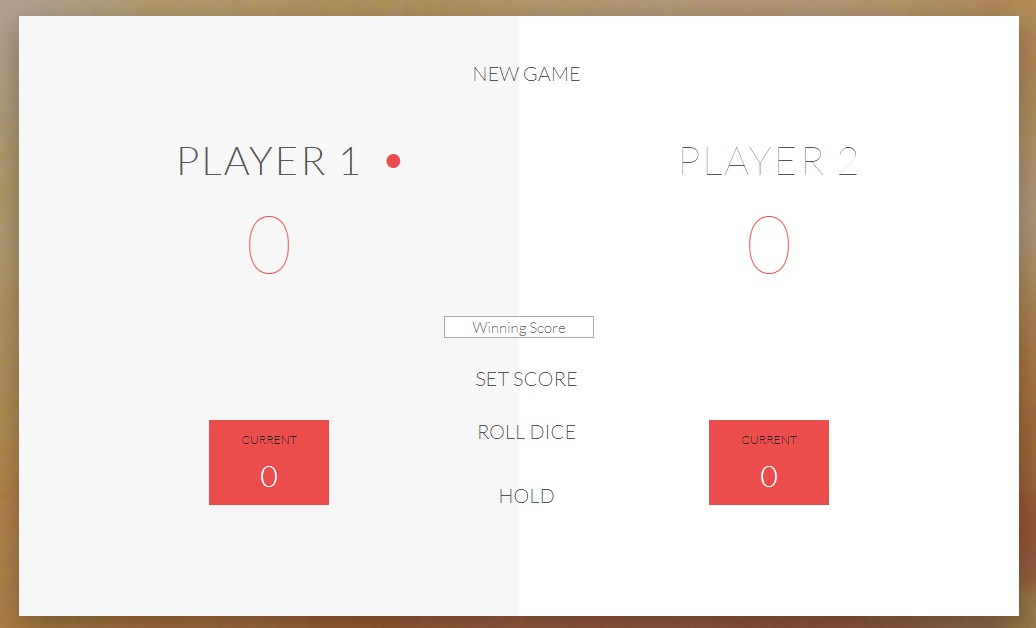 NEW GAME
PLAYER 1
PLAYER 2
0
0
Winning Score
SET SCORE
ROLL DICE
CURRENT
0
CURRENT
0
HOLD